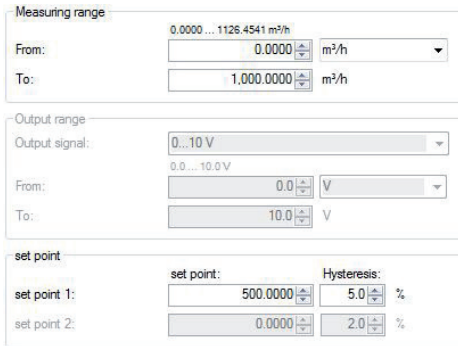 Measuring range
0.0000 ... 1126.4541 m³/h
From: 0.0000 m³/h
To: 1,000.0000 m³/h
Output range
Output signal: 0...10 V
0.0 ... 10.0 V
From: 0.0 V
To: 10.0 V
set point
set point: Hysteresis:
set point 1: 500.0000 5.0 %
set point 2: 0.0000 2.0 %